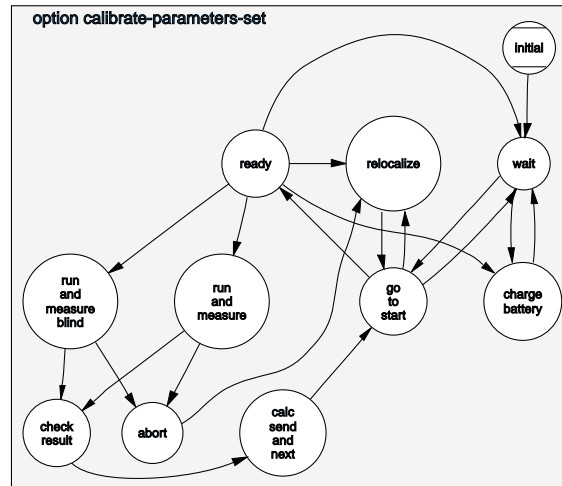 option calibrate-parameters-set
initial
ready
relocalize
wait
run
and
measure
blind
run
and
measure
go
to
start
charge
battery
check
result
abort
calc
send
and
next